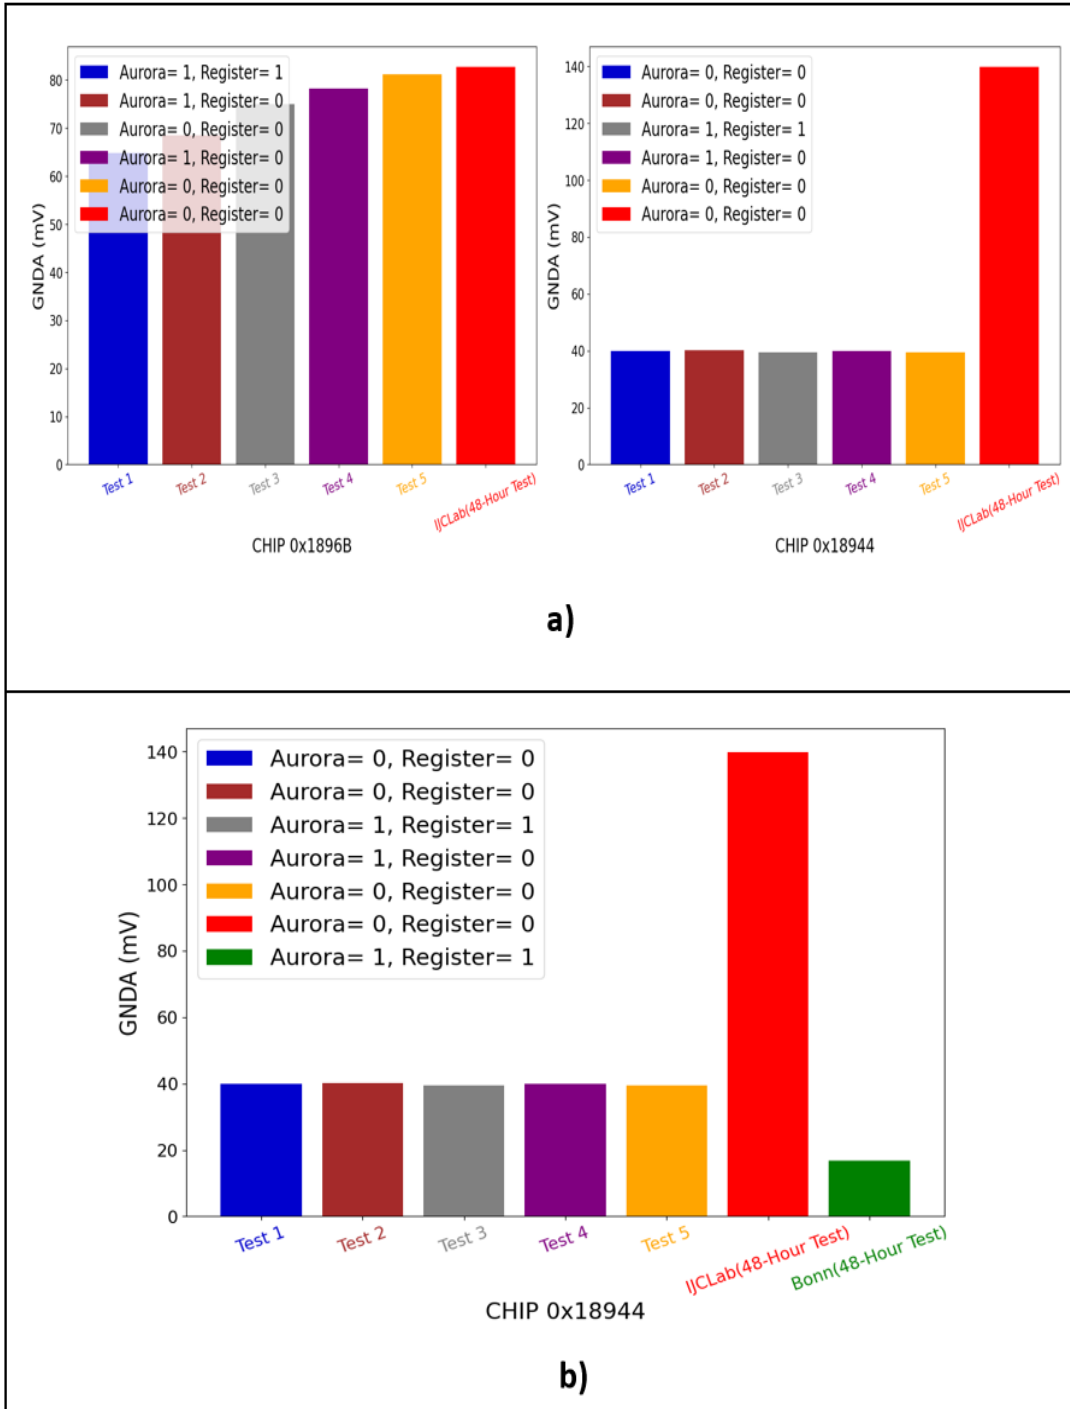 Aurora= 1, Register= 1
Aurora= 1, Register= 0
Aurora= 0, Register= 0
Aurora= 1, Register= 0
Aurora= 0, Register= 0
Aurora= 0, Register= 0
GNDA (mV)
80
70
60
50
40
30
20
10
0
Test 1
Test 2
Test 3
Test 4
Test 5
IJCLab(48-Hour Test)
CHIP 0x1896B
Aurora= 0, Register= 0
Aurora= 0, Register= 0
Aurora= 1, Register= 1
Aurora= 1, Register= 0
Aurora= 0, Register= 0
Aurora= 0, Register= 0
GNDA (mV)
140
120
100
80
60
40
20
0
Test 1
Test 2
Test 3
Test 4
Test 5
IJCLab(48-Hour Test)
CHIP 0x18944
a)
Aurora= 0, Register= 0
Aurora= 0, Register= 0
Aurora= 1, Register= 1
Aurora= 1, Register= 0
Aurora= 0, Register= 0
Aurora= 0, Register= 0
Aurora= 1, Register= 1
GNDA (mV)
140
120
100
80
60
40
20
0
Test 1
Test 2
Test 3
Test 4
Test 5
IJCLab(48-Hour Test)
Bonn(48-Hour Test)
CHIP 0x18944
b)